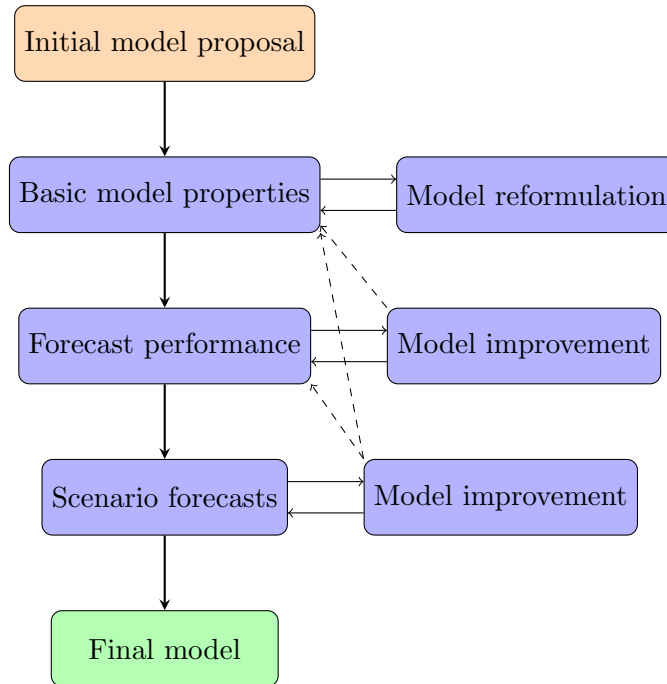 Initial model proposal
Basic model properties
Model reformulation
Forecast performance
Model improvement
Scenario forecasts
Model improvement
Final model